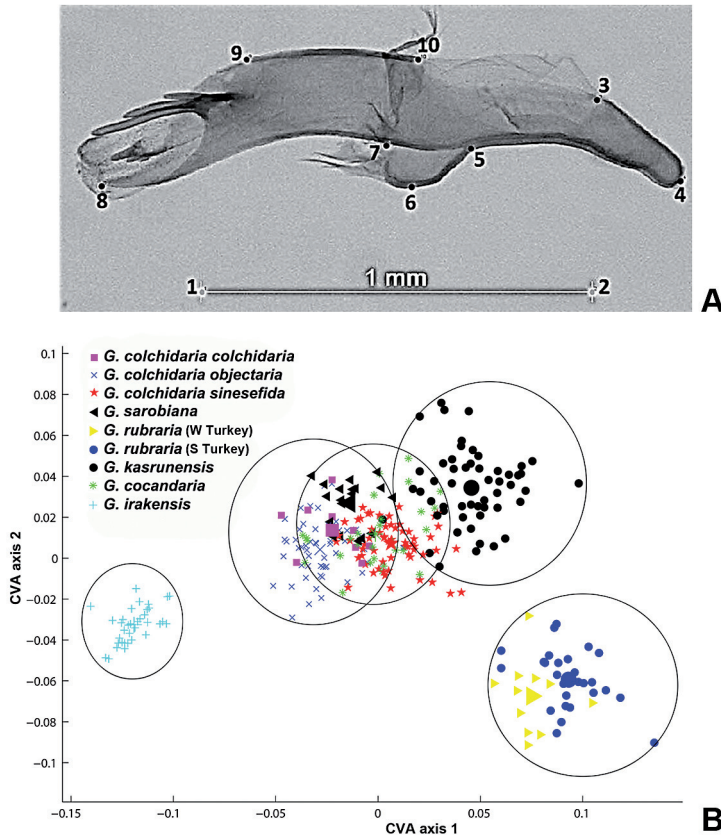 9
10
3
7
5
8
6
4
1
1 mm
2
A
G. colchidaria colchidaria
G. colchidaria objectaria
G. colchidaria sinesefida
G. sarobiana
G. rubraria (W Turkey)
G. rubraria (S Turkey)
G. kasrunensis
G. cocandaria
G. irakensis
CVA axis 2
0.1
0.08
0.06
0.04
0.02
0
−0.02
−0.04
−0.06
−0.08
−0.1
−0.15
−0.1
−0.05
0
0.05
0.1
CVA axis 1
B